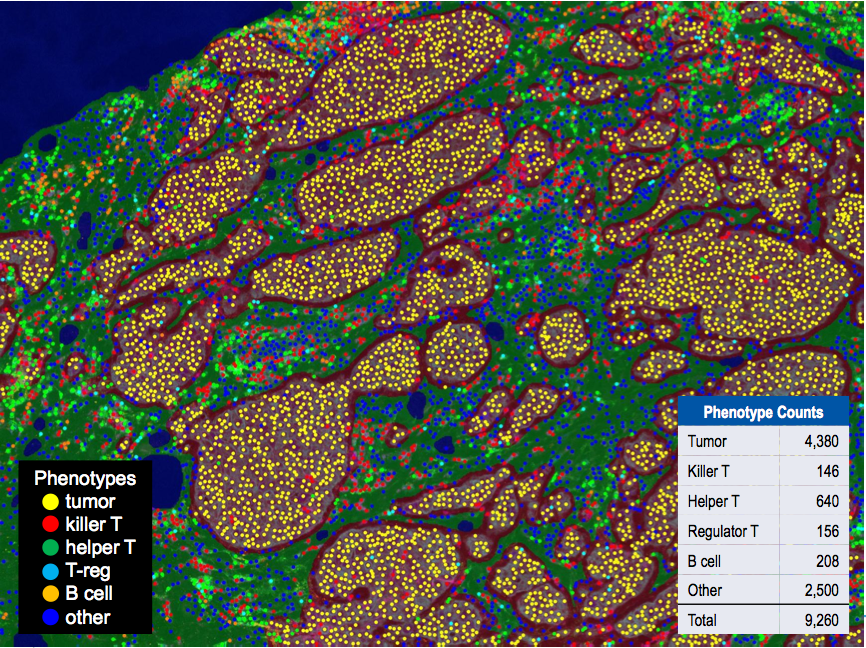 Phenotypes
tumor
killer T
helper T
T-reg
B cell
other
Phenotype Counts
Tumor 4,380
Killer T 146
Helper T 640
Regulator T 156
B cell 208
Other 2,500
Total 9,260